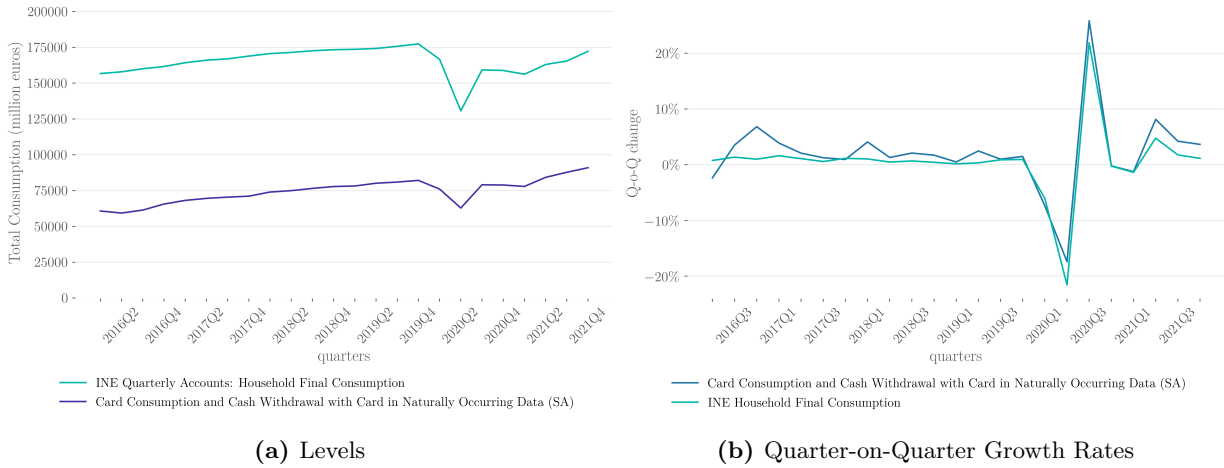 200000
175000
150000
125000
100000
75000
50000
25000
0
Total Consumption (million euros)
2016Q2
2016Q4
2017Q2
2017Q4
2018Q2
2018Q4
2019Q2
2019Q4
2020Q2
2020Q4
2021Q2
2021Q4
quarters
INE Quarterly Accounts: Household Final Consumption
Card Consumption and Cash Withdrawal with Card in Naturally Occurring Data (SA)
(a) Levels
20%
10%
0%
−10%
−20%
Q-o-Q change
2016Q3
2017Q1
2017Q3
2018Q1
2018Q3
2019Q1
2019Q3
2020Q1
2020Q3
2021Q1
2021Q3
quarters
Card Consumption and Cash Withdrawal with Card in Naturally Occurring Data (SA)
INE Household Final Consumption
(b) Quarter-on-Quarter Growth Rates